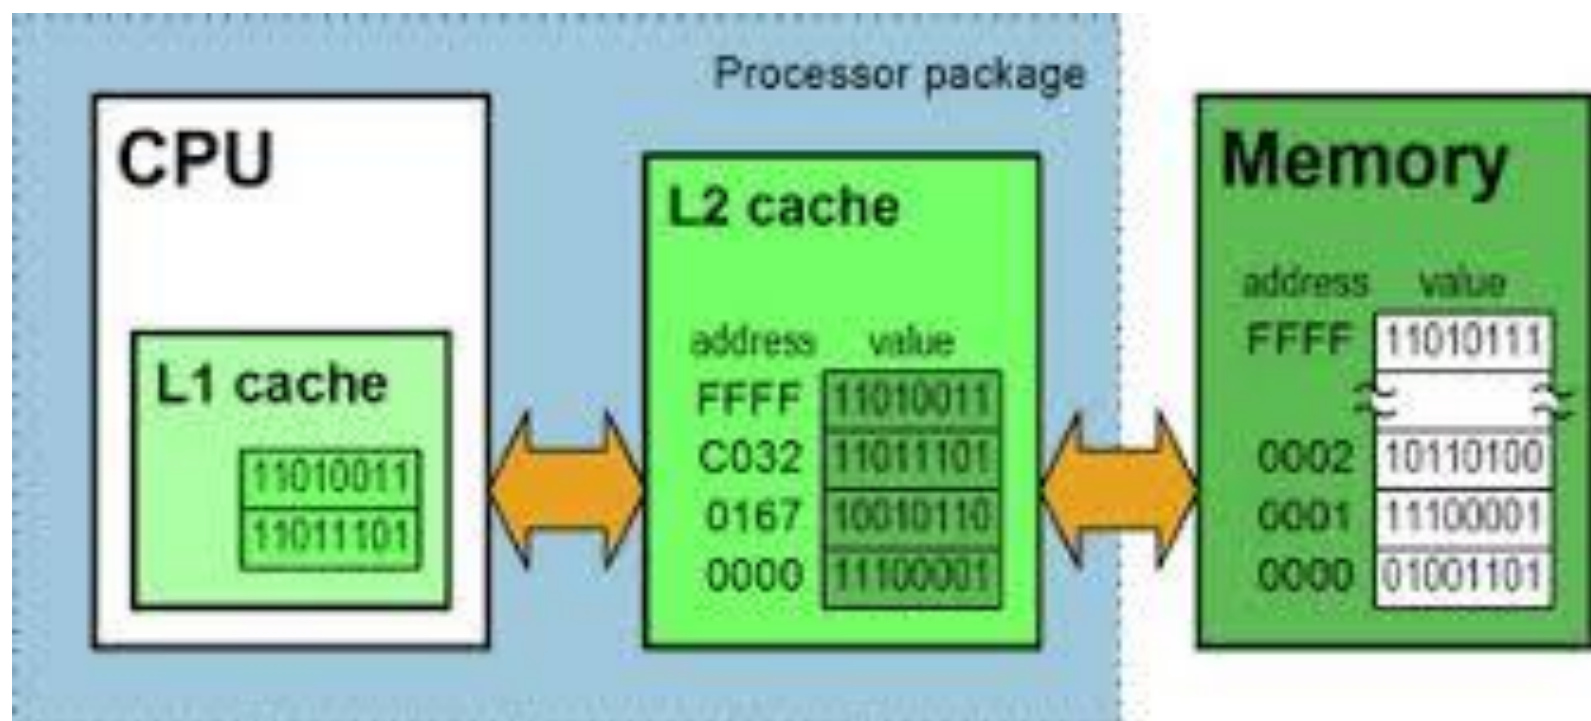 Processor package
CPU
L1 cache
11010011
11011101
L2 cache
address value
FFFF 11010011
C032 11011101
0167 10010110
0000 11100001
Memory
address value
FFFF 11010111
0002 10110100
0001 11100001
0000 01001101